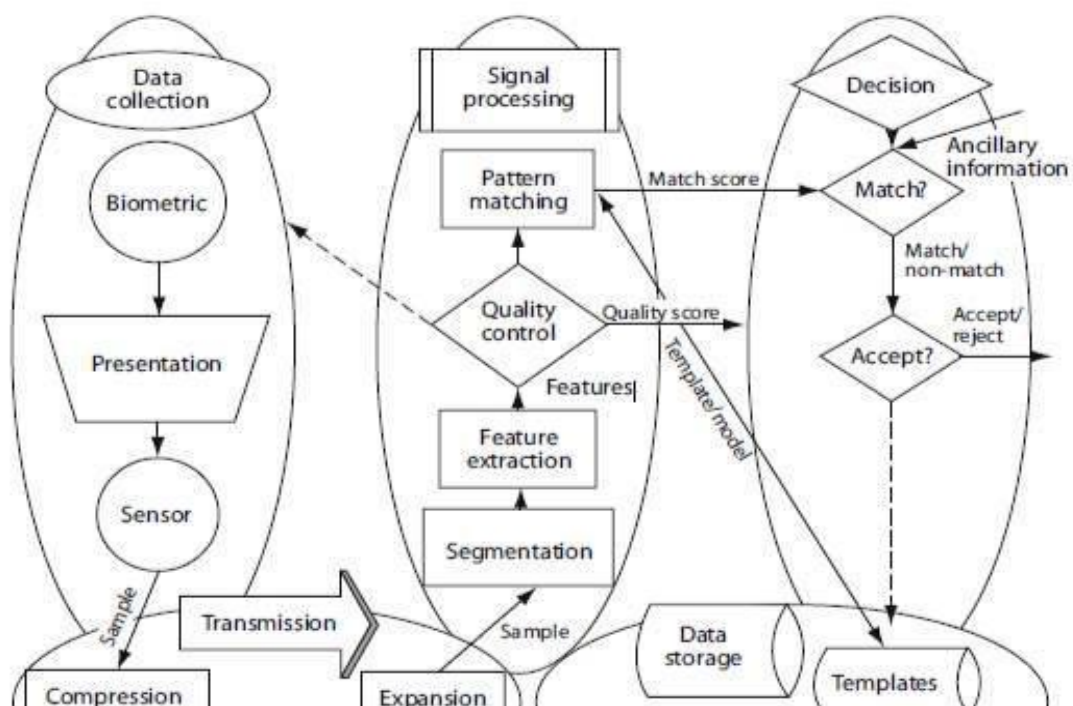 Data
collection
Biometric
Presentation
Sensor
Sample
Compression
Transmission
Signal
processing
Pattern
matching
Quality
control
Features
Feature
extraction
Segmentation
Sample
Expansion
Match score
Quality score
Template/model
Decision
Ancillary
information
Match?
Match/
non-match
Accept?
Accept/
reject
Data
storage
Templates